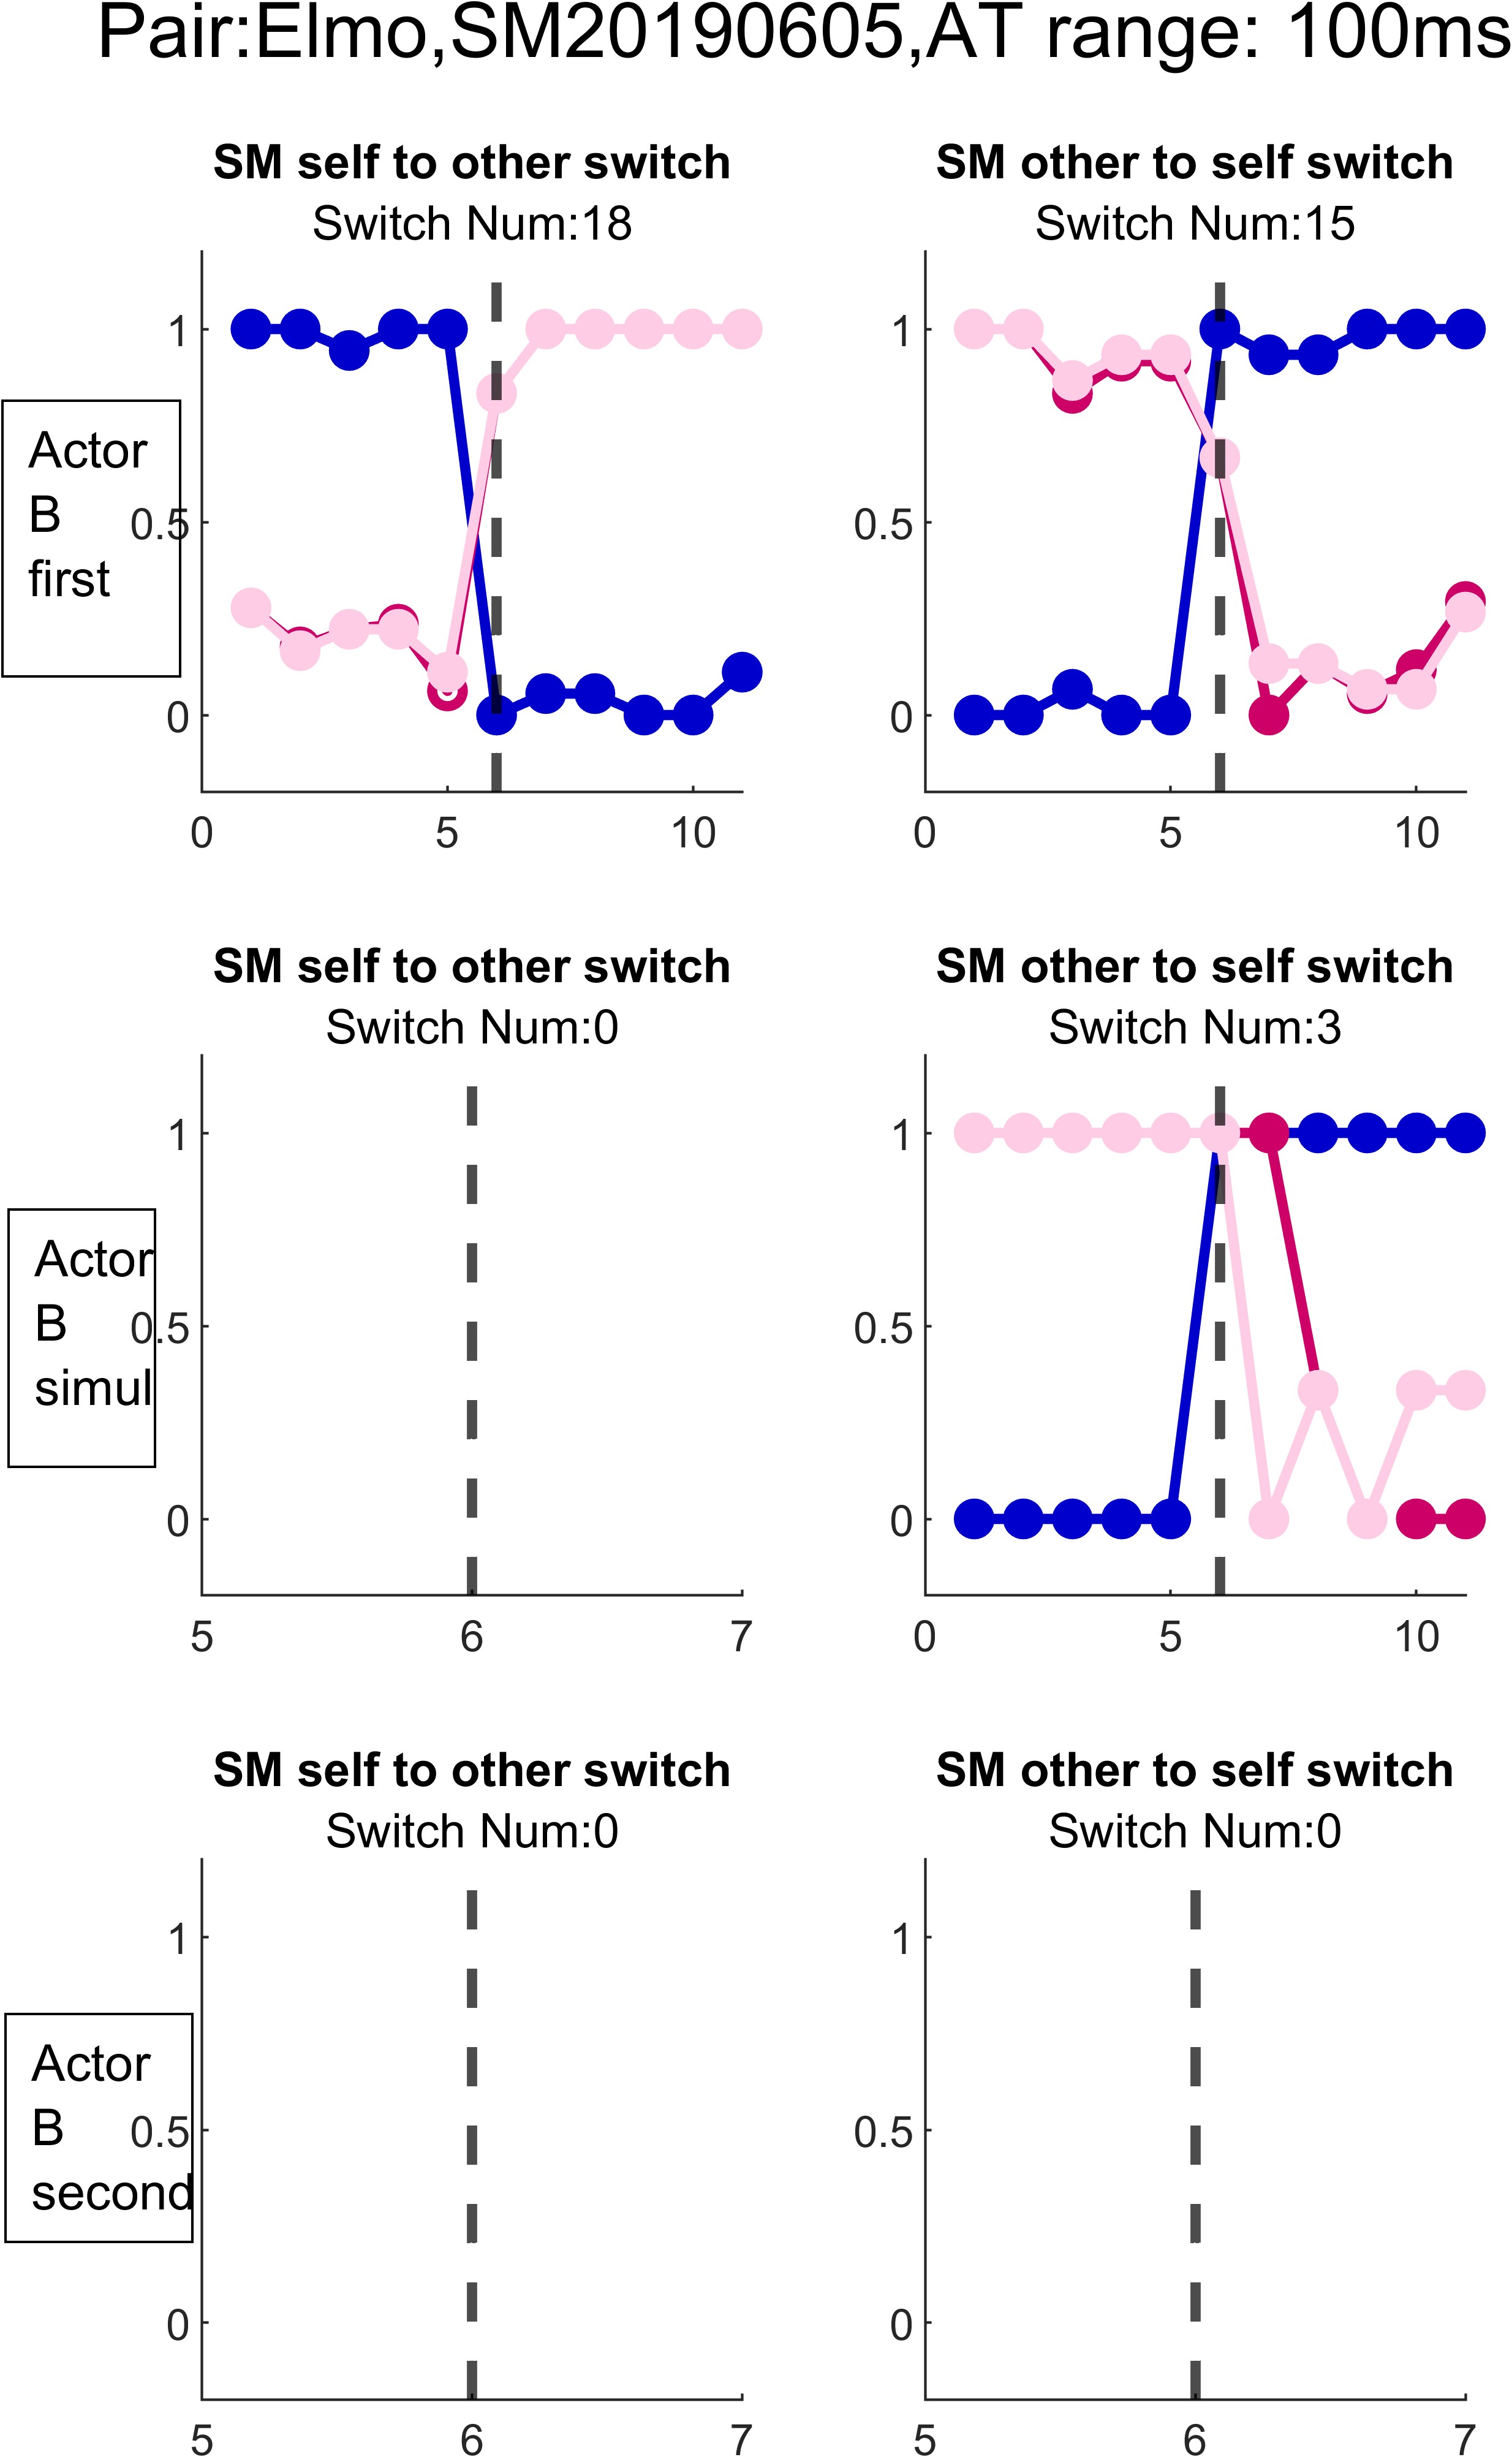 Pair:Elmo,SM20190605,AT range: 100ms
SM self to other switch
Switch Num:18
SM other to self switch
Switch Num:15
Actor
B
first
1
0.5
0
0 5 10
1
0.5
0
0 5 10
SM self to other switch
Switch Num:0
SM other to self switch
Switch Num:3
Actor
B
simul
1
0.5
0
5 6 7
1
0.5
0
0 5 10
SM self to other switch
Switch Num:0
SM other to self switch
Switch Num:0
Actor
B
second
1
0.5
0
5 6 7
1
0.5
0
5 6 7